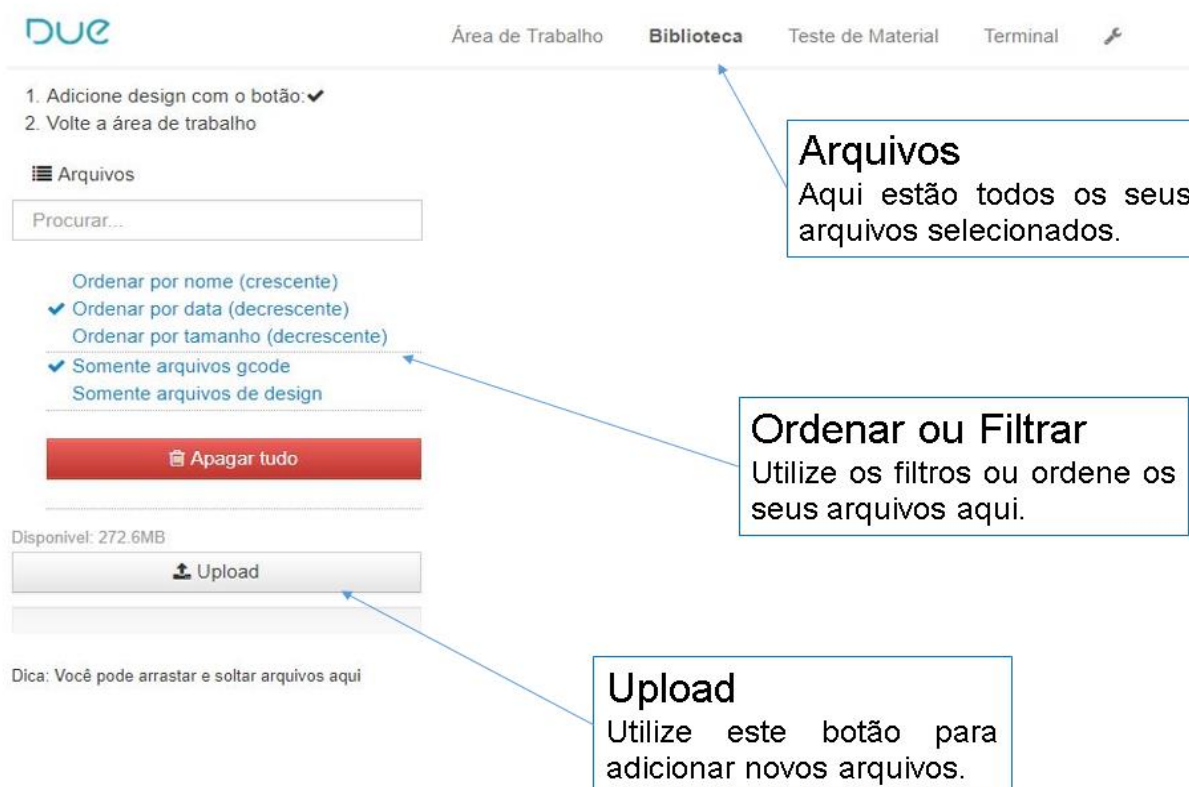 DUE
Área de Trabalho Biblioteca Teste de Material Terminal
1. Adicione design com o botão:✔
2. Volte a área de trabalho
Arquivos
Procurar...
Ordenar por nome (crescente)
✔ Ordenar por data (decrescente)
Ordenar por tamanho (decrescente)
✔ Somente arquivos gcode
Somente arquivos de design
Apagar tudo
Disponivel: 272.6MB
Upload
Dica: Você pode arrastar e soltar arquivos aqui
Arquivos
Aqui estão todos os seus
arquivos selecionados.
Ordenar ou Filtrar
Utilize os filtros ou ordene os
seus arquivos aqui.
Upload
Utilize este botão para
adicionar novos arquivos.